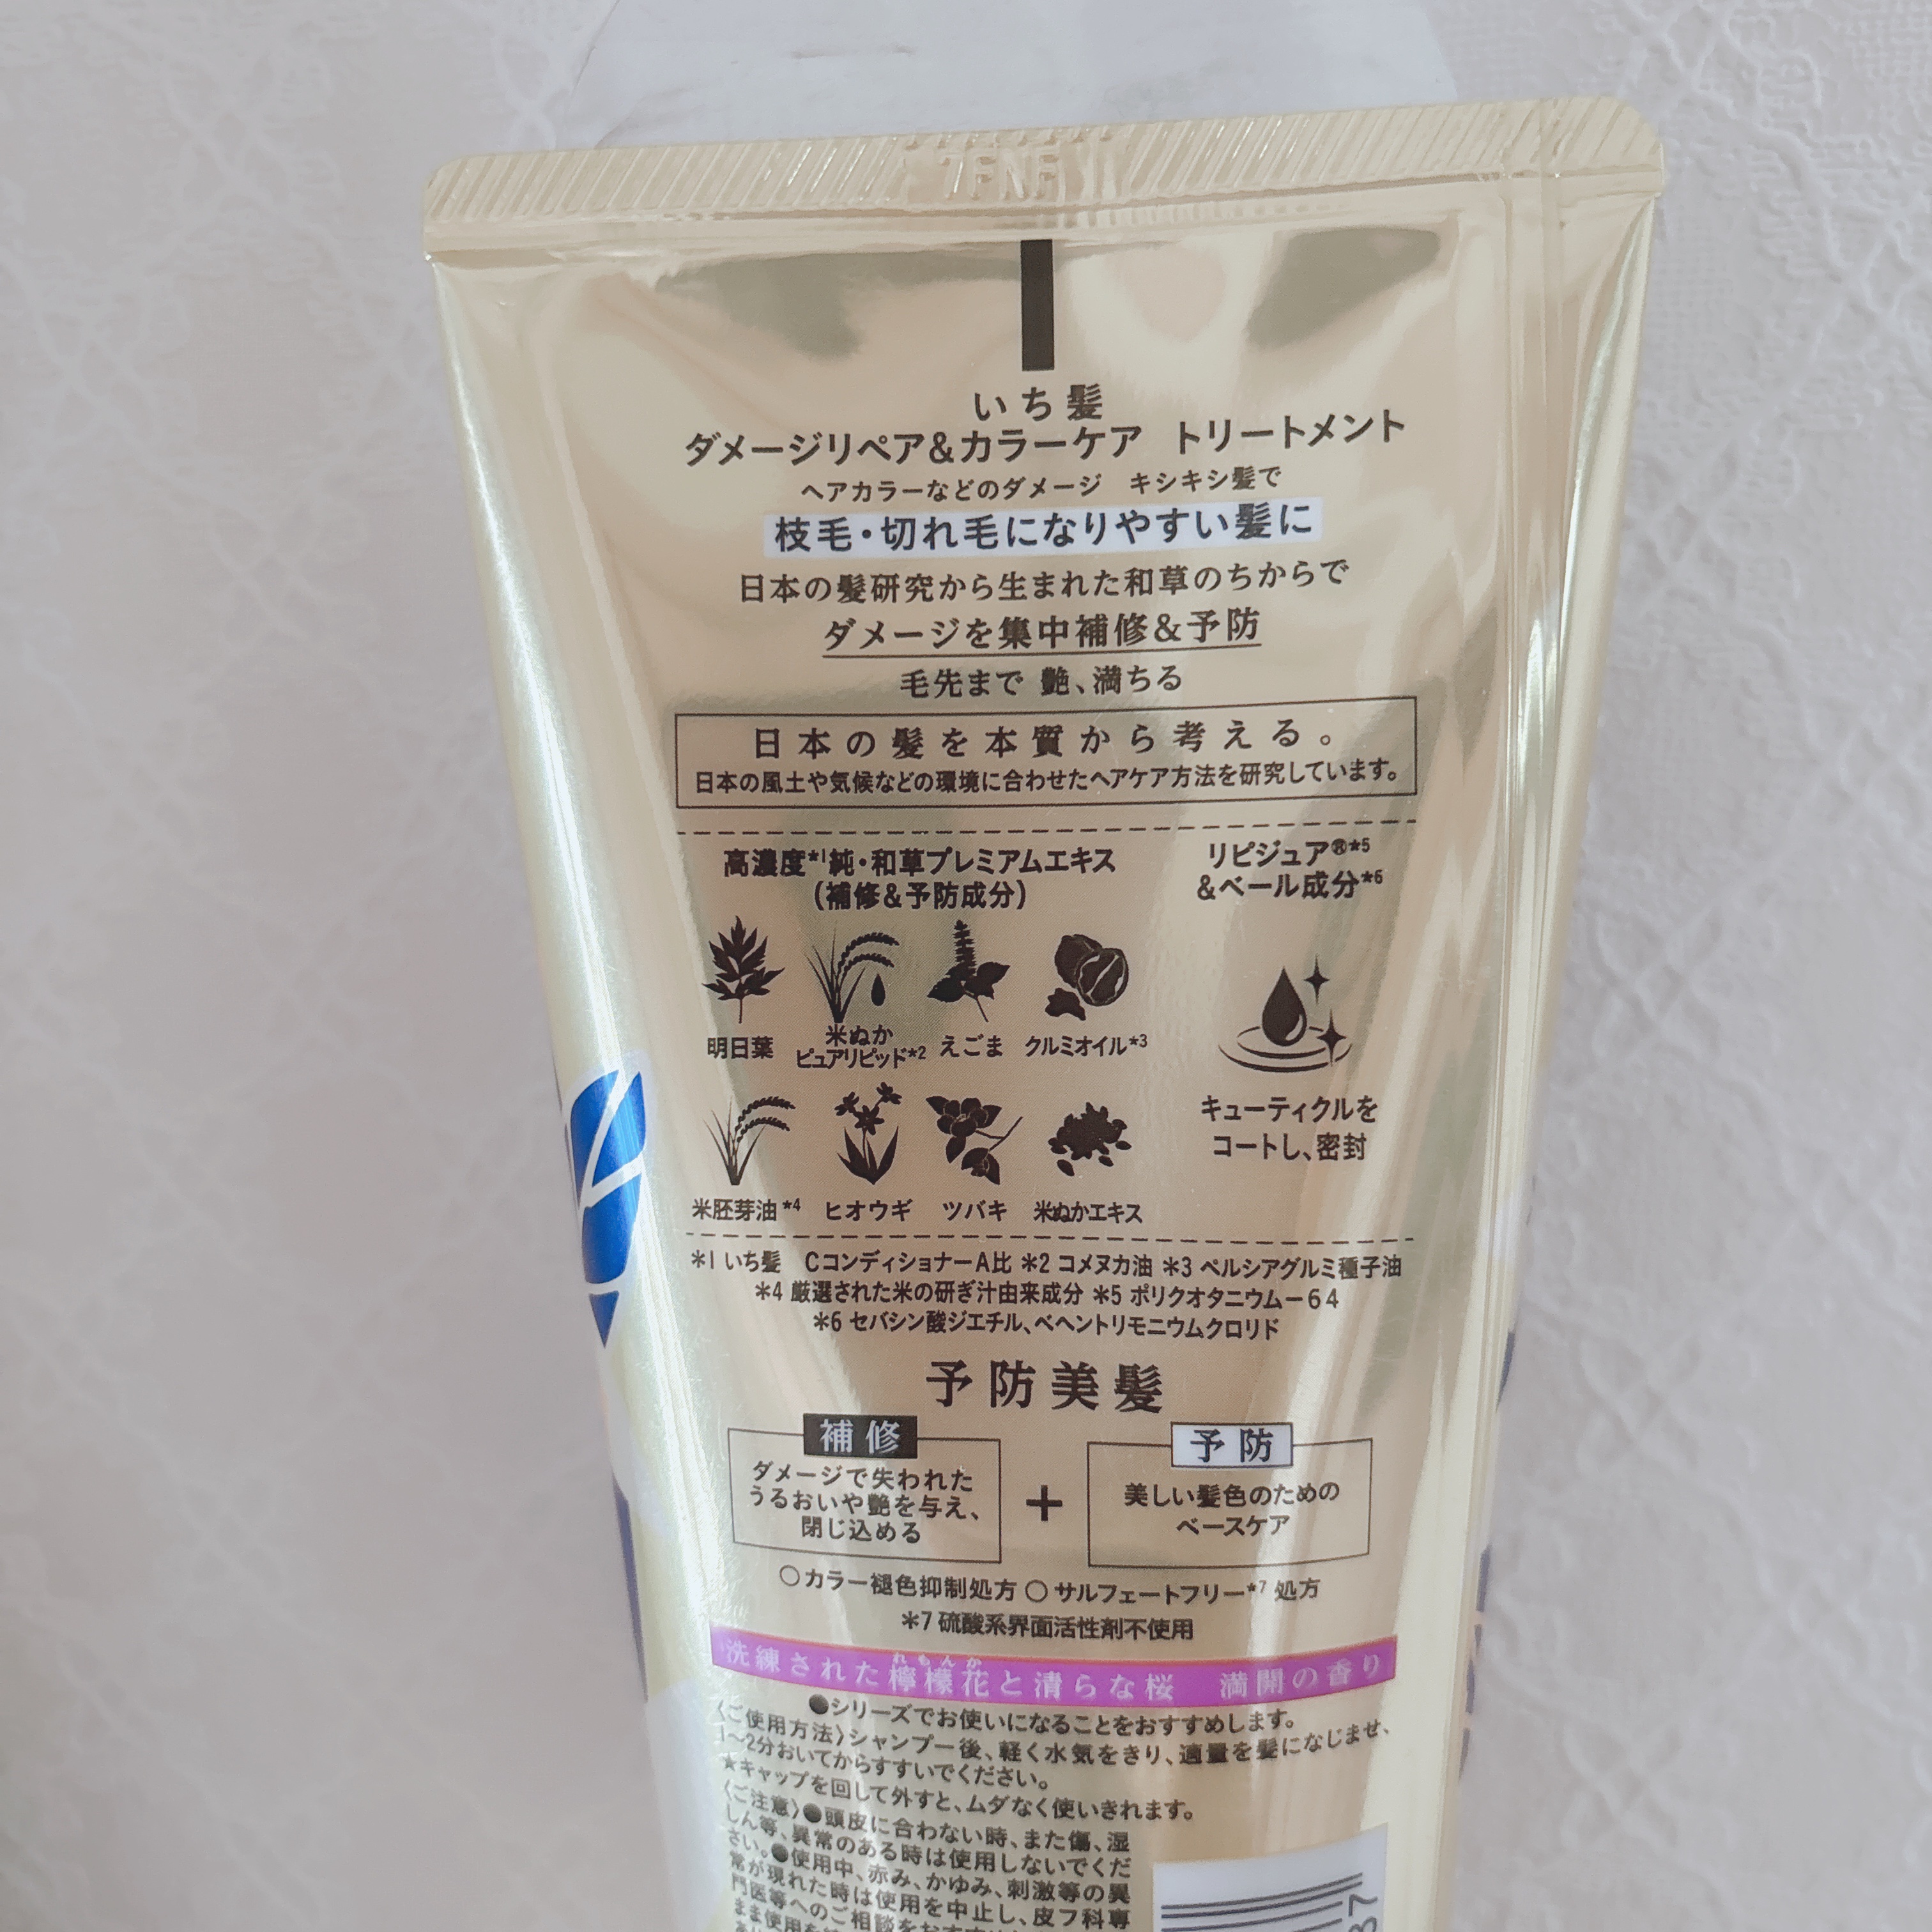 いち髪
ダメージリペア&カラーケア トリートメント
ヘアカラーなどのダメージ キシキシ髪で
枝毛・切れ毛になりやすい髪に
日本の髪研究から生まれた和草のちからで
ダメージを集中補修&予防
毛先まで 艶、満ちる
日本の髪を本質から考える。
日本の風土や気候などの環境に合わせたヘアケア方法を研究しています。
高濃度*1純・和草プレミアムエキス
(補修&予防成分)
明日葉
米ぬか
ピュアリピッド*2
えごま
クルミオイル*3
米胚芽油*4
ヒオウギ
ツバキ
米ぬかエキス
リピジュア®*5
&ベール成分*6
キューティクルを
コートし、密封
*1 いち髪 CコンディショナーA比 *2 コメヌカ油 *3 ペルシアグルミ種子油
*4 厳選された米の研ぎ汁由来成分 *5 ポリクオタニウムー64
*6 セバシン酸ジエチル、ベヘントリモニウムクロリド
予防美髪
補修
ダメージで失われた
うるおいや艶を与え、
閉じ込める
+
予防
美しい髪色のための
ベースケア
○カラー褪色抑制処方 ○サルフェートフリー*7 処方
*7 硫酸系界面活性剤不使用
洗練された檸檬花と清らな桜 満開の香り
れもんか
●シリーズでお使いになることをおすすめします。
〈ご使用方法〉シャンプー後、軽く水気をきり、適量を髪になじませ、
1〜2分おいてからすすいでください。
★キャップを回して外すと、ムダなく使いきれます。
〈ご注意〉●頭皮に合わない時、また傷、湿
しん等、異常のある時は使用しないでくだ
さい。●使用中、赤み、かゆみ、刺激等の異
常が現れた時は使用を中止し、皮フ科専
門医等へのご相談をおすすめ
まま使用を
37